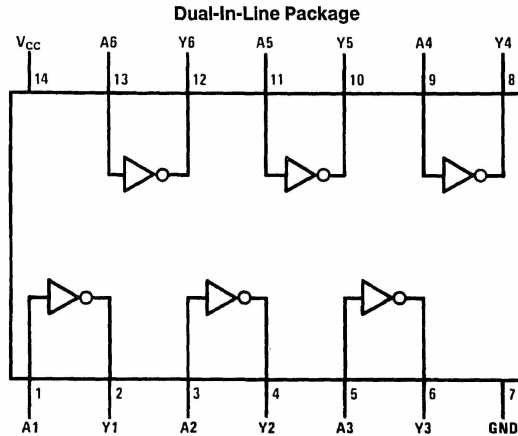 Dual-In-Line Package
VCC A6 Y6 A5 Y5 A4 Y4
14 13 12 11 10 9 8
1 2 3 4 5 6 7
A1 Y1 A2 Y2 A3 Y3 GND